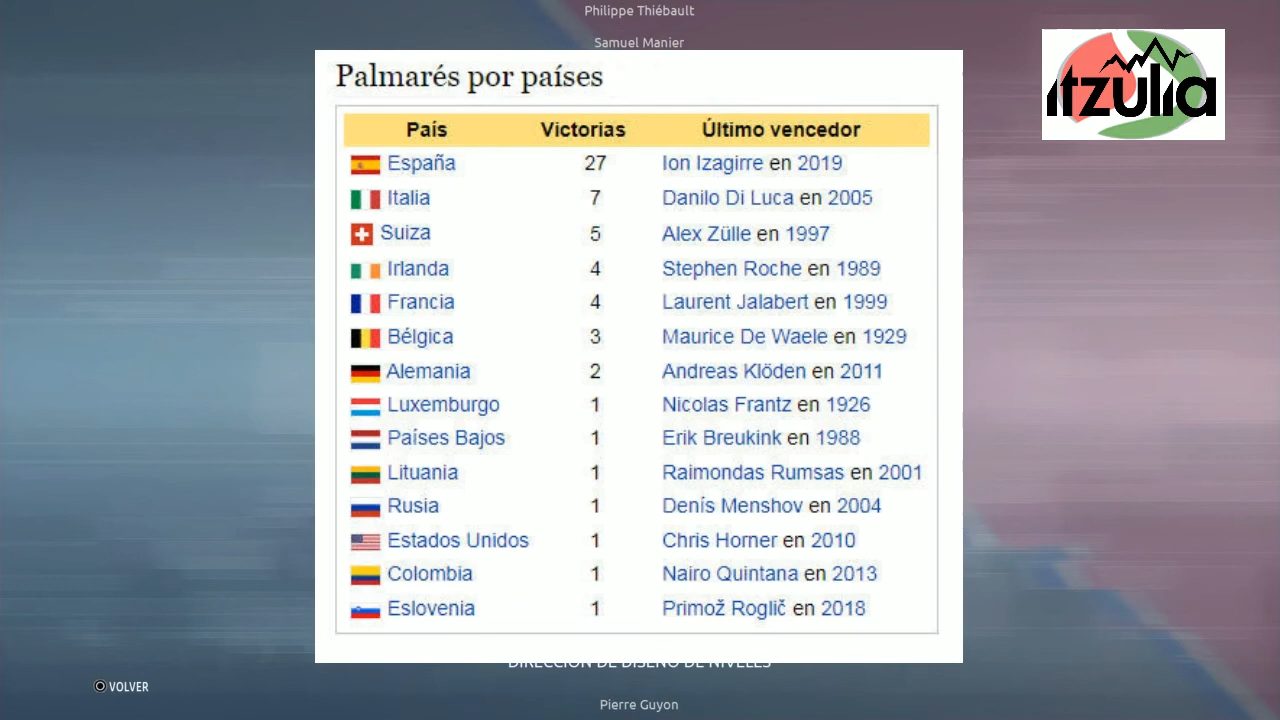 Philippe Thiébault
Samuel Manier
Palmarés por países
itzulia
País Victorias Último vencedor
España 27 Ion Izagirre en 2019
Italia 7 Danilo Di Luca en 2005
Suiza 5 Alex Zülle en 1997
Irlanda 4 Stephen Roche en 1989
Francia 4 Laurent Jalabert en 1999
Bélgica 3 Maurice De Waele en 1929
Alemania 2 Andreas Klöden en 2011
Luxemburgo 1 Nicolas Frantz en 1926
Países Bajos 1 Erik Breukink en 1988
Lituania 1 Raimondas Rumsas en 2001
Rusia 1 Denís Menshov en 2004
Estados Unidos 1 Chris Horner en 2010
Colombia 1 Nairo Quintana en 2013
Eslovenia 1 Primož Roglič en 2018
DIRECCIÓN DE DISEÑO DE NIVELES
VOLVER
Pierre Guyon